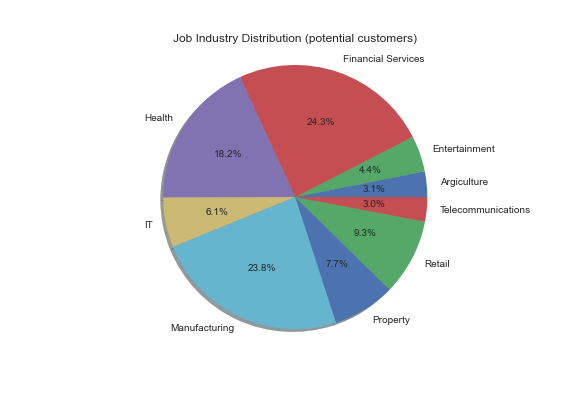 Job Industry Distribution (potential customers)
Financial Services
24.3%
Health
18.2%
Entertainment
4.4%
Argiculture
3.1%
Telecommunications
3.0%
IT
6.1%
Retail
9.3%
Manufacturing
23.8%
Property
7.7%